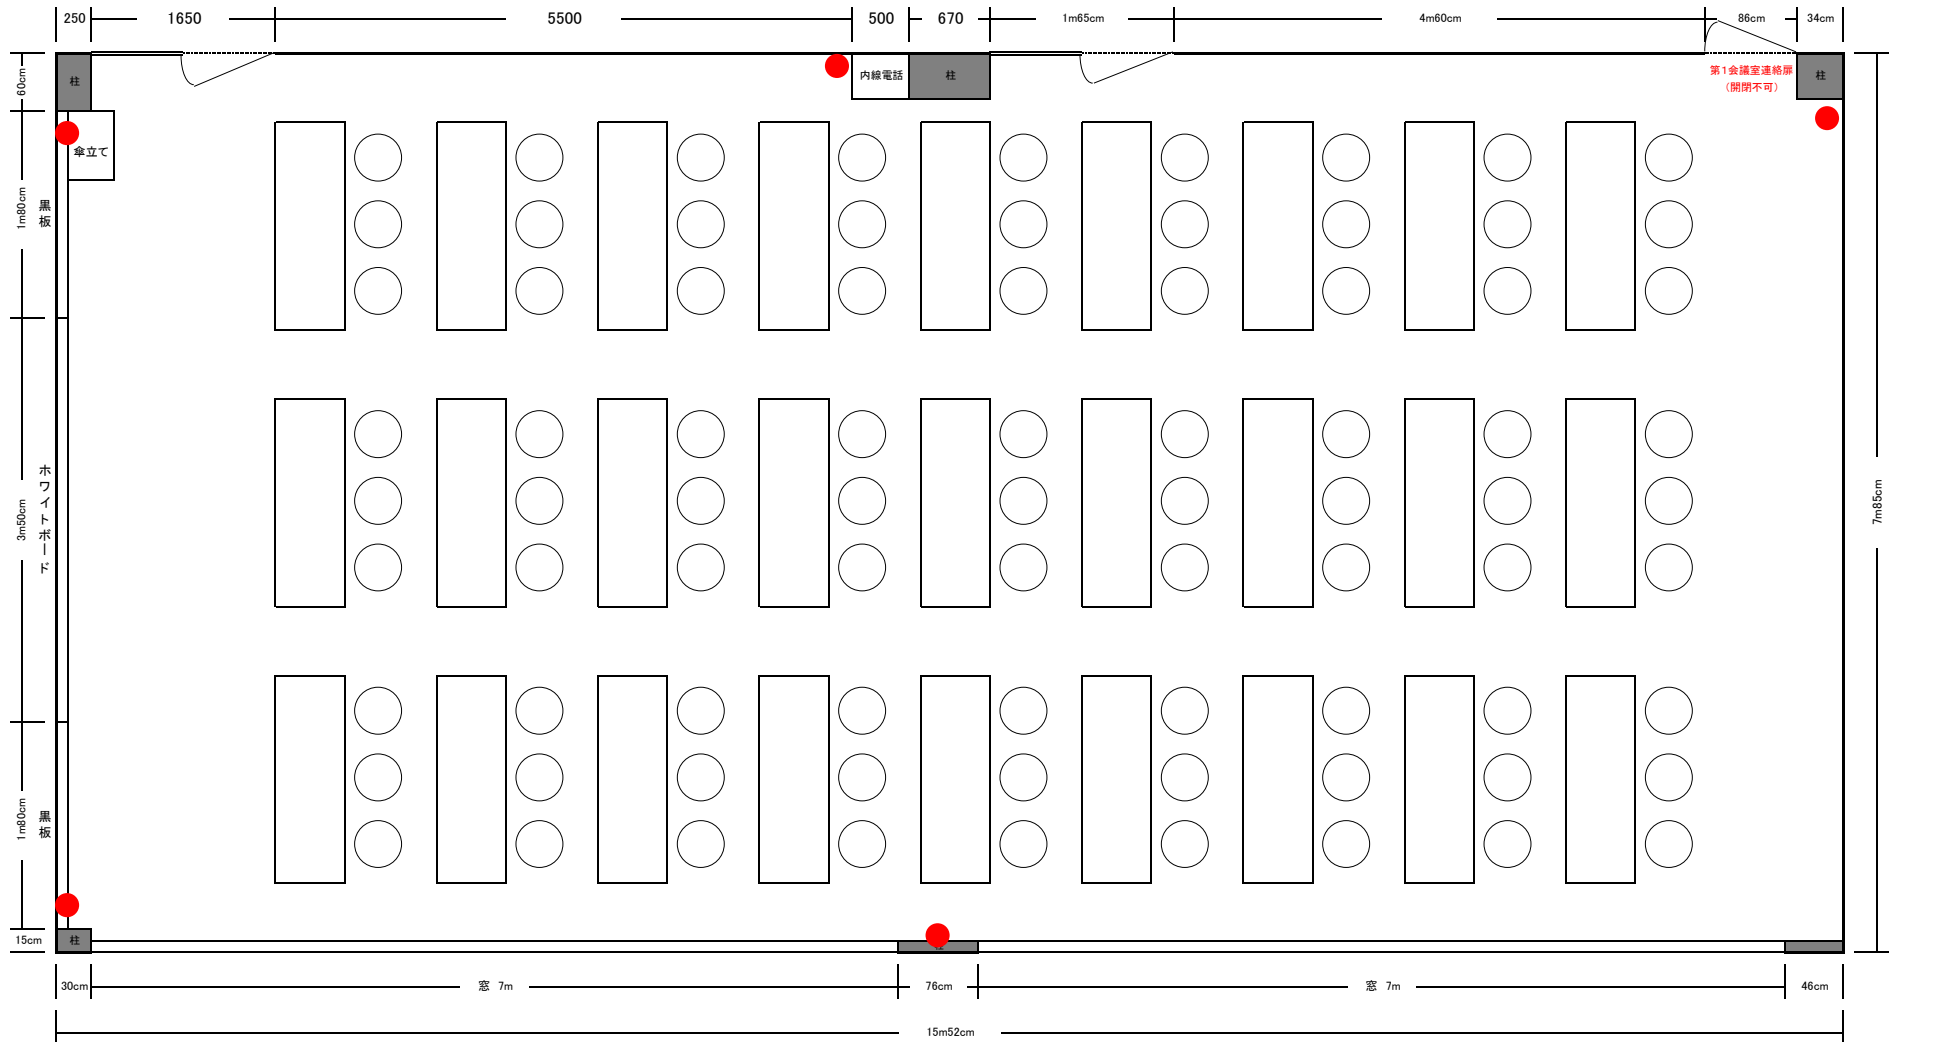 250
1650
5500
500
670
1m65cm
4m60cm
86cm
34cm
60cm
柱
内線電話
柱
第1会議室連絡扉
（開閉不可）
柱
傘立て
1m80cm
黒板
3m50cm
ホワイトボード
7m85cm
1m80cm
黒板
15cm
柱
30cm
窓 7m
76cm
窓 7m
46cm
15m52cm